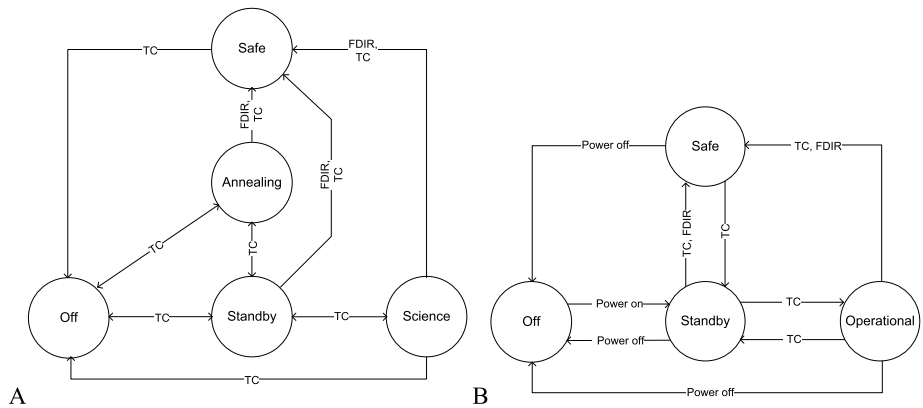 Safe
TC
FDIR,
TC
FDIR,
TC
Annealing
FDIR,
TC
TC
TC
Off
TC
Standby
TC
Science
TC
A
Safe
Power off
TC, FDIR
TC, FDIR
TC
Off
Power on
Power off
Standby
TC
TC
Operational
Power off
B